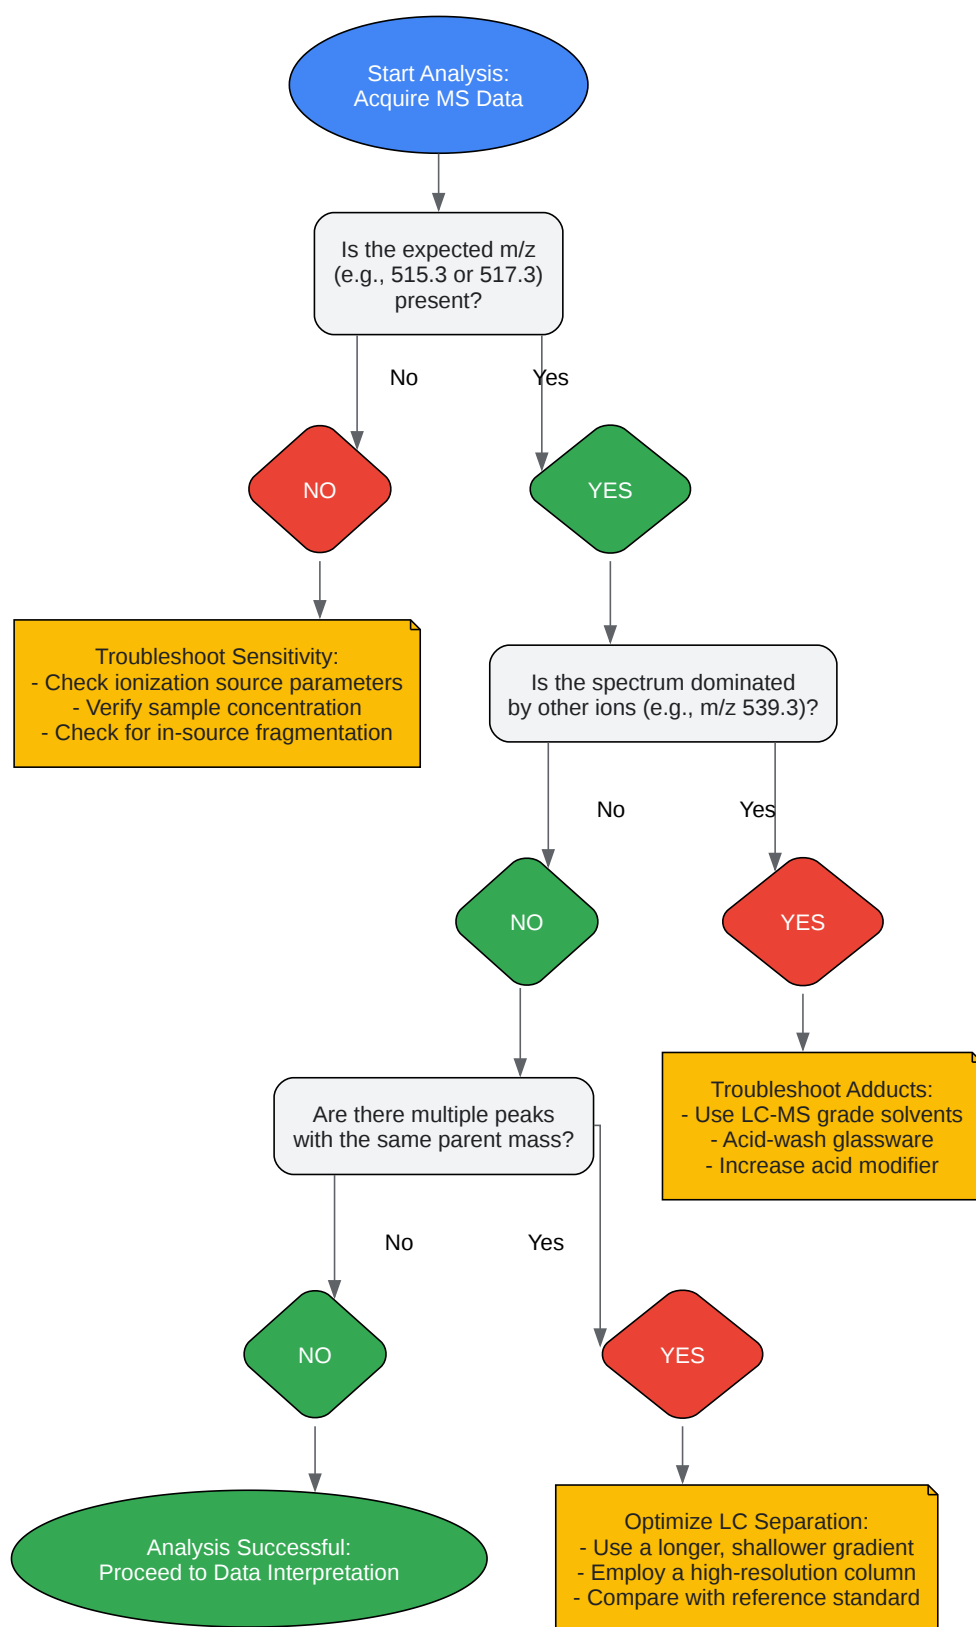 Start Analysis:
Acquire MS Data
Is the expected m/z
(e.g., 515.3 or 517.3)
present?
No
Yes
NO
YES
Troubleshoot Sensitivity:
- Check ionization source parameters
- Verify sample concentration
- Check for in-source fragmentation
Is the spectrum dominated
by other ions (e.g., m/z 539.3)?
No
Yes
NO
YES
Troubleshoot Adducts:
- Use LC-MS grade solvents
- Acid-wash glassware
- Increase acid modifier
Are there multiple peaks
with the same parent mass?
No
Yes
NO
YES
Analysis Successful:
Proceed to Data Interpretation
Optimize LC Separation:
- Use a longer, shallower gradient
- Employ a high-resolution column
- Compare with reference standard